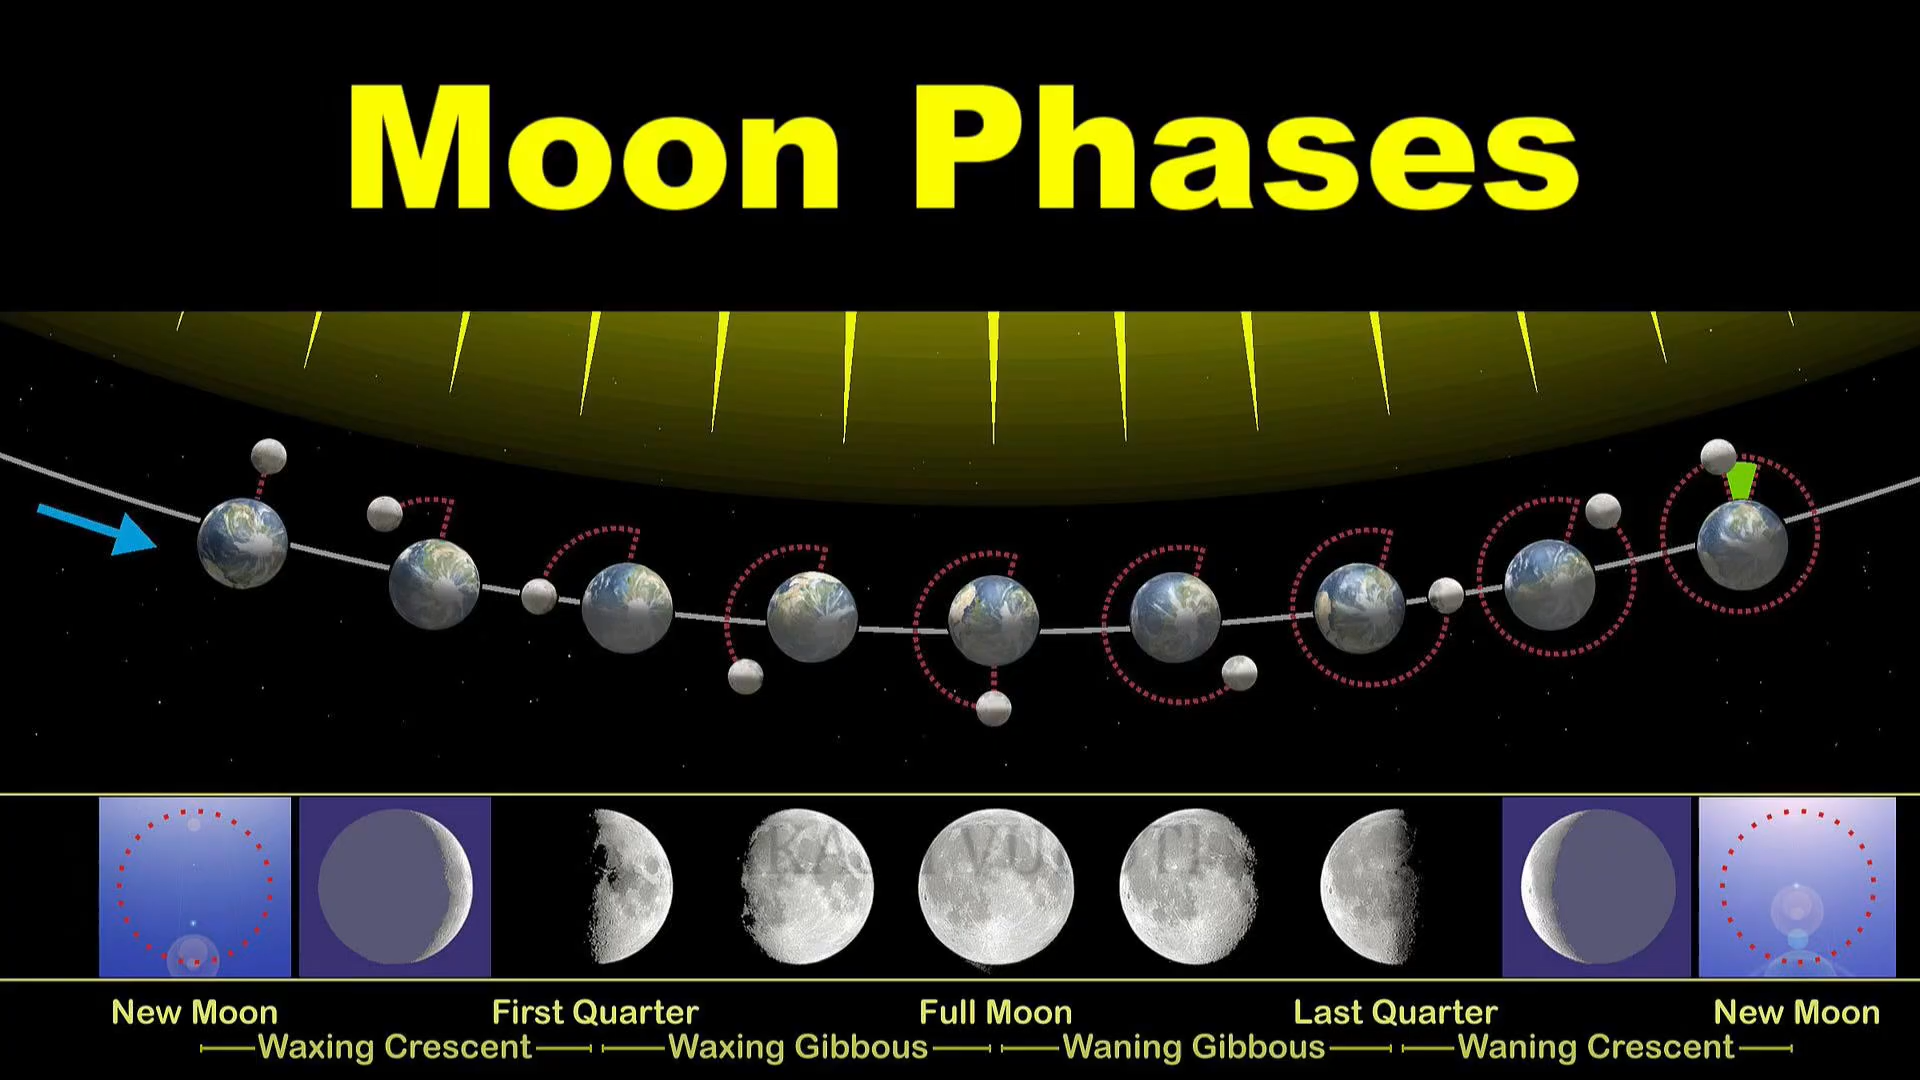 Moon Phases
New Moon First Quarter Full Moon Last Quarter New Moon
Waxing Crescent Waxing Gibbous Waning Gibbous Waning Crescent